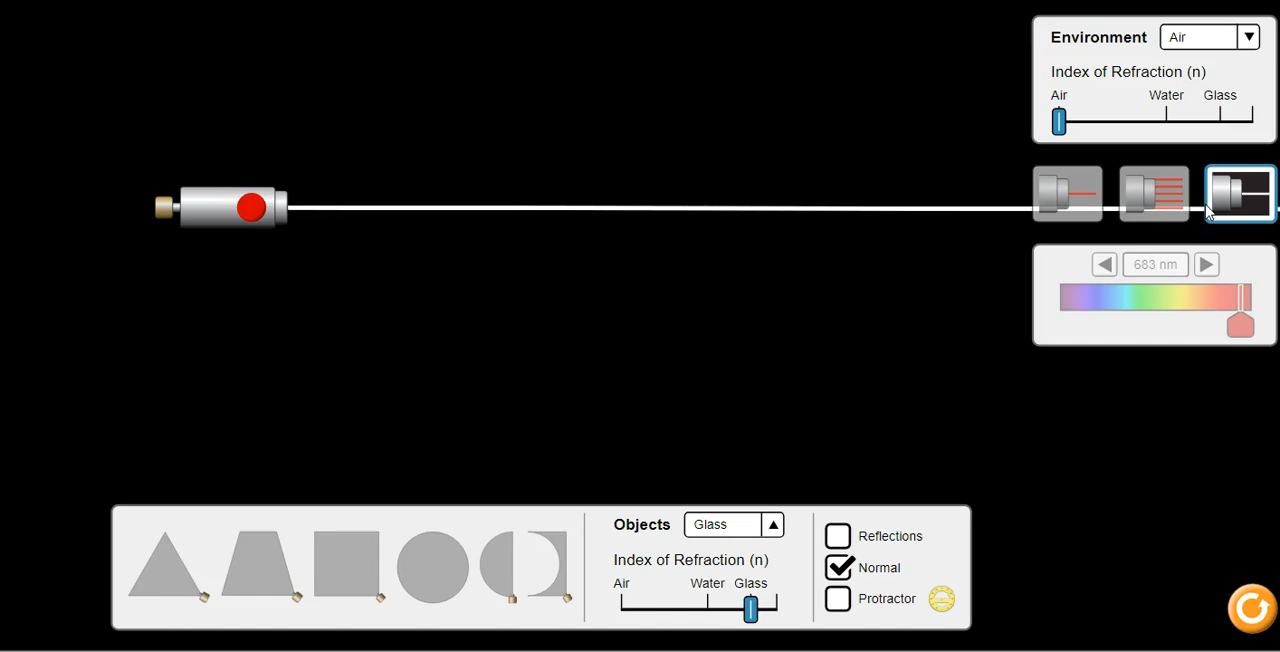 Environment Air
Index of Refraction (n)
Air Water Glass
683 nm
Objects Glass
Index of Refraction (n)
Air Water Glass
Reflections
Normal
Protractor